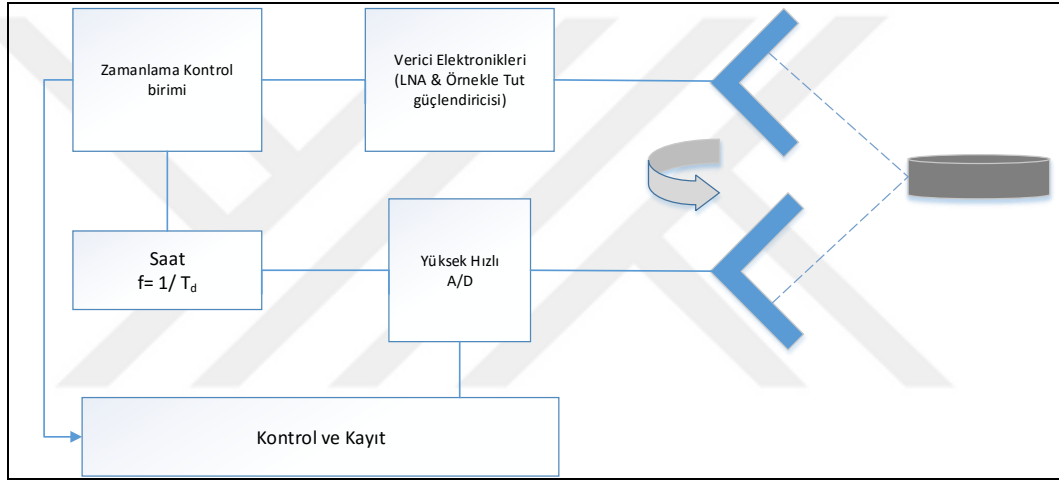 Zamanlama Kontrol
birimi
Verici Elektronikleri
(LNA & Örnekle Tut
güçlendiricisi)
Saat
f= 1/ Td
Yüksek Hızlı
A/D
Kontrol ve Kayıt